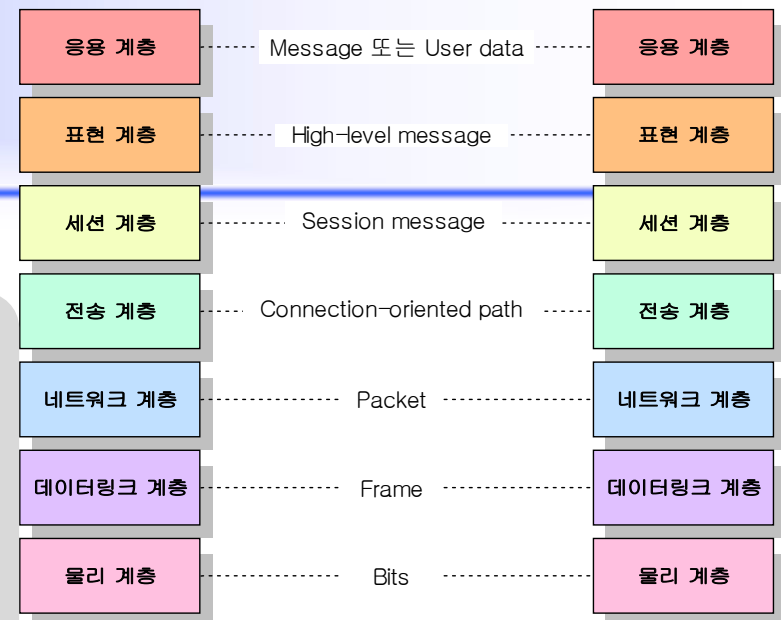 응용 계층 Message 또는 User data 응용 계층
표현 계층 High-level message 표현 계층
세션 계층 Session message 세션 계층
전송 계층 Connection-oriented path 전송 계층
네트워크 계층 Packet 네트워크 계층
데이터링크 계층 Frame 데이터링크 계층
물리 계층 Bits 물리 계층